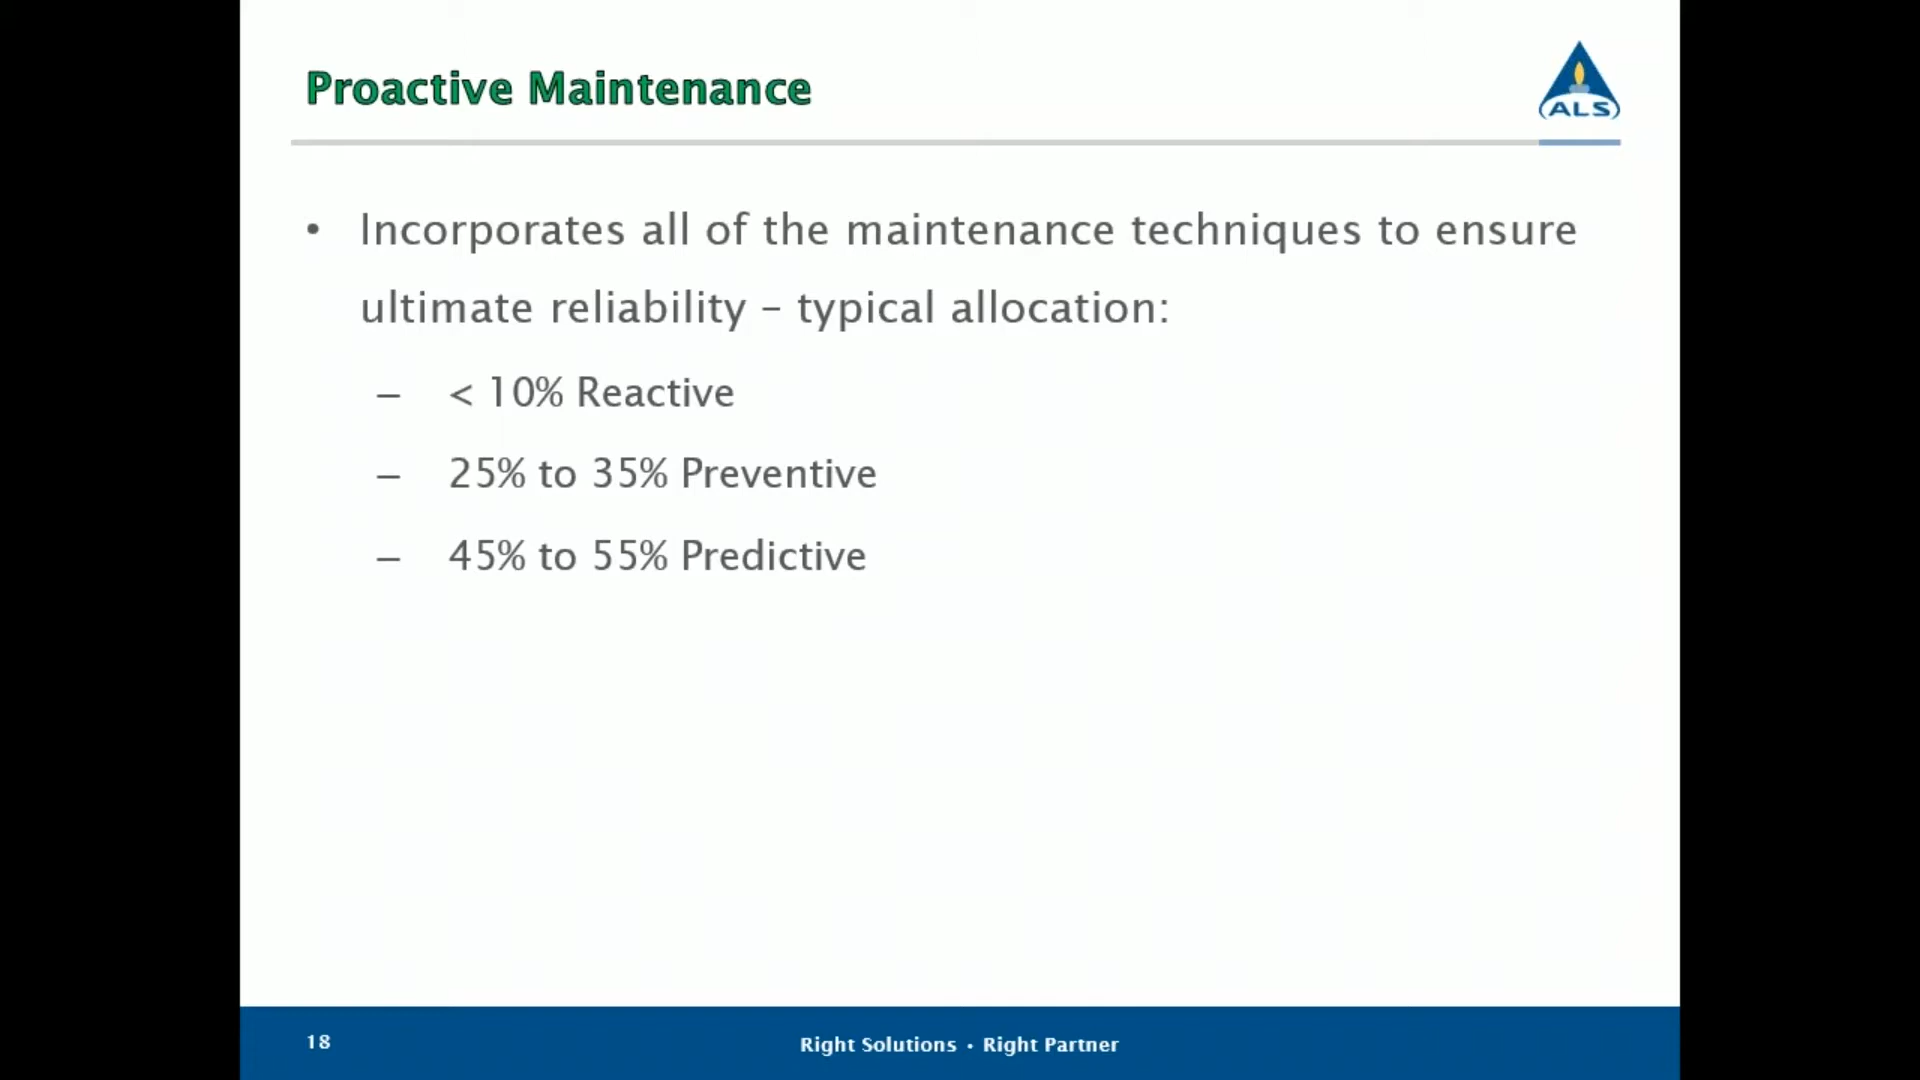 Proactive Maintenance
ALS
• Incorporates all of the maintenance techniques to ensure
ultimate reliability – typical allocation:
– < 10% Reactive
– 25% to 35% Preventive
– 45% to 55% Predictive
18
Right Solutions • Right Partner